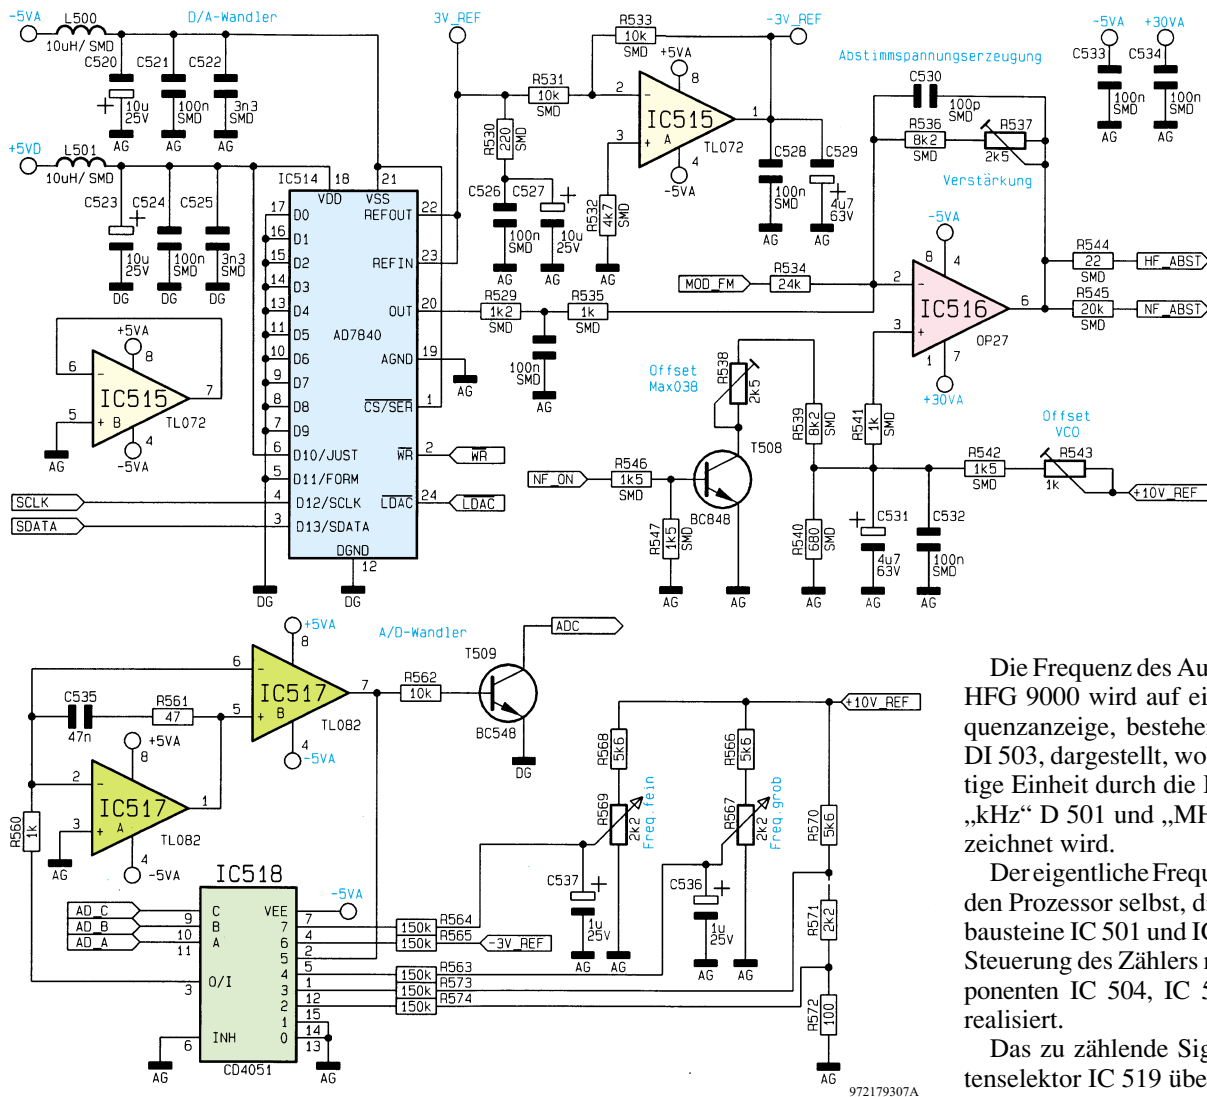 -5VA
L500
10uH/SMD
D/A-Wandler
C520
C521
C522
10u
25V
100n
SMD
3n3
SMD
AG
AG
AG
+5VD
L501
10uH/SMD
C523
C524
C525
10u
25V
100n
SMD
3n3
SMD
DG
DG
DG
IC514
18
21
VDD
VSS
17
D0
16
D1
15
D2
14
D3
13
D4
11
D5
10
D6
9
D7
8
D8
7
D9
6
D10/JUST
5
D11/FORM
4
D12/SCLK
3
D13/SDATA
REFOUT
22
REFIN
23
OUT
20
AD7840
AGND
19
CS/SER
1
WR
2
WR
LDAC
24
LDAC
DGND
12
DG
DG
AG
SCLK
SDATA
+5VA
8
6
IC515
7
5
B
TL072
4
-5VA
AG
3V_REF
R531
10k
SMD
R530
220
SMD
C526
C527
100n
SMD
10u
25V
AG
AG
R532
4k7
SMD
AG
R533
10k
SMD
-3V_REF
+5VA
8
2
IC515
1
3
A
TL072
4
-5VA
C528
C529
100n
SMD
4u7
63V
AG
AG
R529
1k2
SMD
R535
1k
SMD
100n
SMD
AG
Abstimmspannungserzeugung
C530
100p
SMD
R536
8k2
SMD
R537
2k5
Verstärkung
-5VA
+30VA
C533
C534
100n
SMD
100n
SMD
AG
AG
MOD_FM
R534
24k
-5VA
8
4
2
IC516
6
3
OP27
1
7
+30VA
R544
22
SMD
HF_ABST
R545
20k
SMD
NF_ABST
Offset
Max038
R538
2k5
R539
8k2
SMD
R541
1k
SMD
Offset
VCO
R542
1k5
SMD
R543
1k
+10V_REF
NF_ON
R546
1k5
SMD
T508
BC848
R547
1k5
SMD
R540
680
SMD
C531
C532
4u7
63V
100n
SMD
AG
AG
AG
AG
AG
A/D-Wandler
+5VA
8
6
IC517
7
5
B
TL082
4
-5VA
R562
10k
T509
BC548
ADC
DG
C535
47n
R561
47
+5VA
8
2
IC517
1
3
A
TL082
4
-5VA
R560
1k
AG
IC518
AD_C
AD_B
AD_A
9
10
11
C
B
A
3
O/I
6
INH
CD4051
AG
VEE
-5VA
7
7
6
4
5
2
4
5
3
1
2
12
1
15
0
14
13
AG
150k
R564
150k
R565
-3V_REF
150k
R563
150k
R573
150k
R574
R568
5k6
R569
2k2
Freq.fein
R566
5k6
R567
2k2
Freq.grob
+10V_REF
R570
5k6
R571
2k2
R572
100
C537
1u
25V
C536
1u
25V
AG
AG
AG
AG
AG
972179307A
Die Frequenz des Au
HFG 9000 wird auf ei
quenzanzeige, bestehe
DI 503, dargestellt, wo
tige Einheit durch die
„kHz“ D 501 und „MH
zeichnet wird.
Der eigentliche Frequ
den Prozessor selbst, di
bausteine IC 501 und IC
Steuerung des Zählers
ponenten IC 504, IC 5
realisiert.
Das zu zählende Sig
tenselektor IC 519 übe